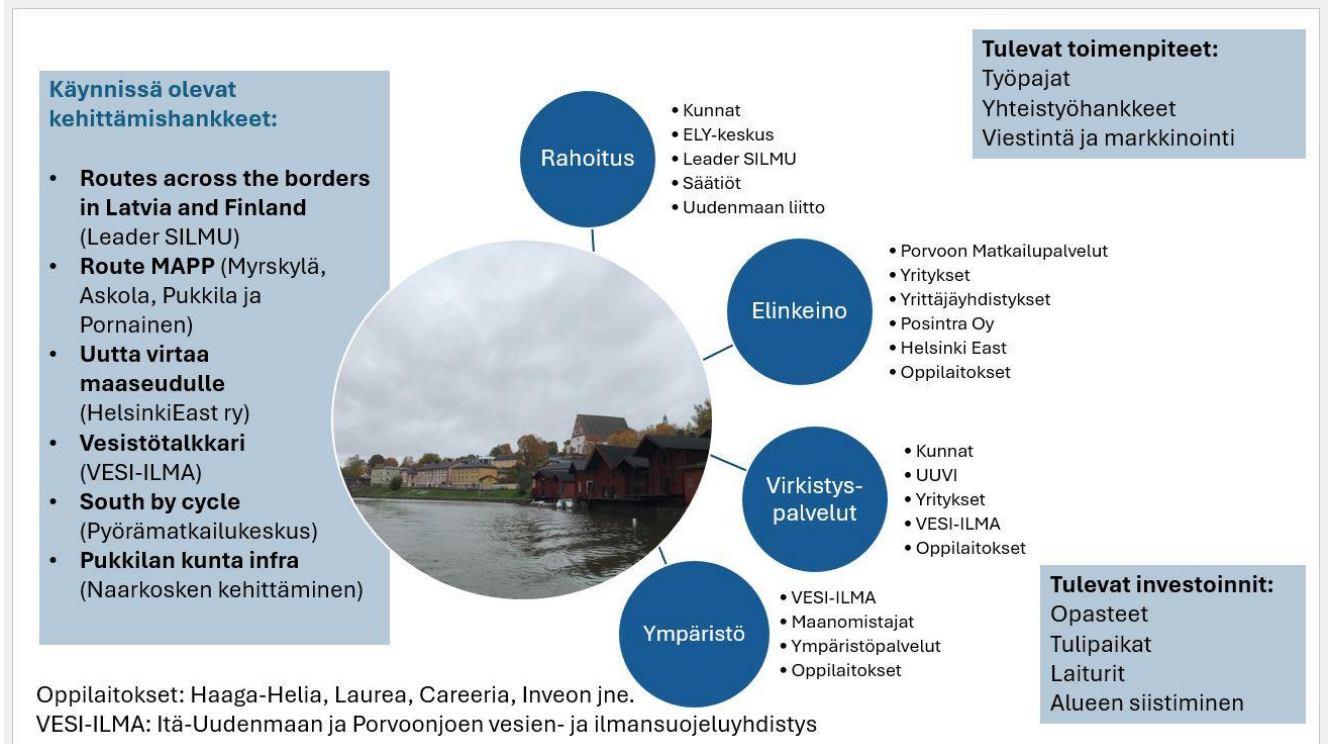 Käynnissä olevat
kehittämishankkeet:
• Routes across the borders
in Latvia and Finland
(Leader SILMU)
• Route MAPP (Myrskylä,
Askola, Pukkila ja
Pornainen)
• Uutta virtaa
maaseudulle
(HelsinkiEast ry)
• Vesistötalkkari
(VESI-ILMA)
• South by cycle
(Pyörämatkailukeskus)
• Pukkilan kunta infra
(Naarkosken kehittäminen)
Rahoitus
• Kunnat
• ELY-keskus
• Leader SILMU
• Säätiöt
• Uudenmaan liitto
Elinkeino
• Porvoon Matkailupalvelut
• Yritykset
• Yrittäjäyhdistykset
• Posintra Oy
• Helsinki East
• Oppilaitokset
Virkistys-
palvelut
• Kunnat
• UUVI
• Yritykset
• VESI-ILMA
• Oppilaitokset
Ympäristö
• VESI-ILMA
• Maanomistajat
• Ympäristöpalvelut
• Oppilaitokset
Tulevat toimenpiteet:
Työpajat
Yhteistyöhankkeet
Viestintä ja markkinointi
Tulevat investoinnit:
Opasteet
Tulipaikat
Laiturit
Alueen siistiminen
Oppilaitokset: Haaga-Helia, Laurea, Careeria, Inveon jne.
VESI-ILMA: Itä-Uudenmaan ja Porvoonjoen vesien- ja ilmansuojeluyhdistys